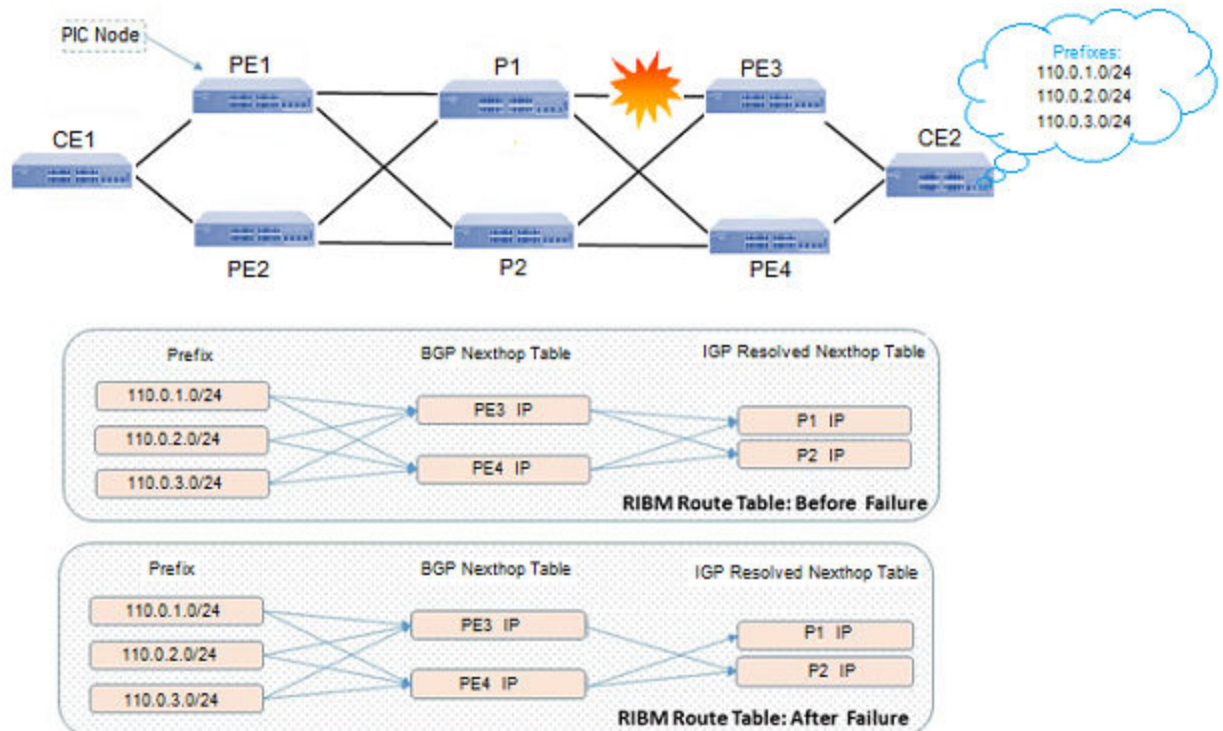 PIC Node
PE1
P1
PE3
Prefixes:
110.0.1.0/24
110.0.2.0/24
110.0.3.0/24
CE1
CE2
PE2
P2
PE4
Prefix
BGP Nexthop Table
IGP Resolved Nexthop Table
110.0.1.0/24
110.0.2.0/24
110.0.3.0/24
PE3 IP
PE4 IP
P1 IP
P2 IP
RIBM Route Table: Before Failure
Prefix
BGP Nexthop Table
IGP Resolved Nexthop Table
110.0.1.0/24
110.0.2.0/24
110.0.3.0/24
PE3 IP
PE4 IP
P1 IP
P2 IP
RIBM Route Table: After Failure